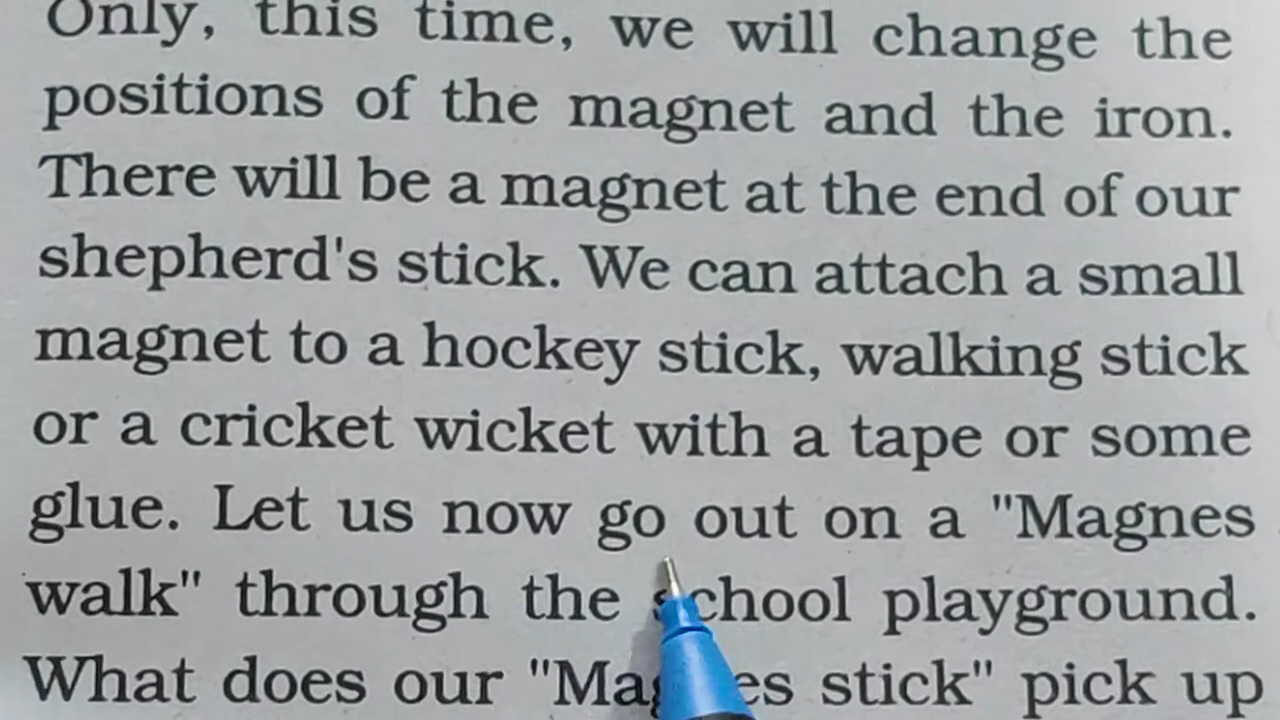 Only, this time, we will change the
positions of the magnet and the iron.
There will be a magnet at the end of our
shepherd's stick. We can attach a small
magnet to a hockey stick, walking stick
or a cricket wicket with a tape or some
glue. Let us now go out on a "Magnes
walk" through the school playground.
What does our "Magnes stick" pick up